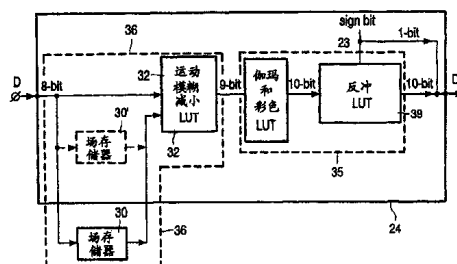 36
sign bit
23
1-bit
D
8-bit
32
运动
模糊
减小
LUT
32
9-bit
伽玛
和
彩色
LUT
10-bit
反冲
LUT
10-bit
D
39
35
场存
储器
30'
场存
储器
30
36
24